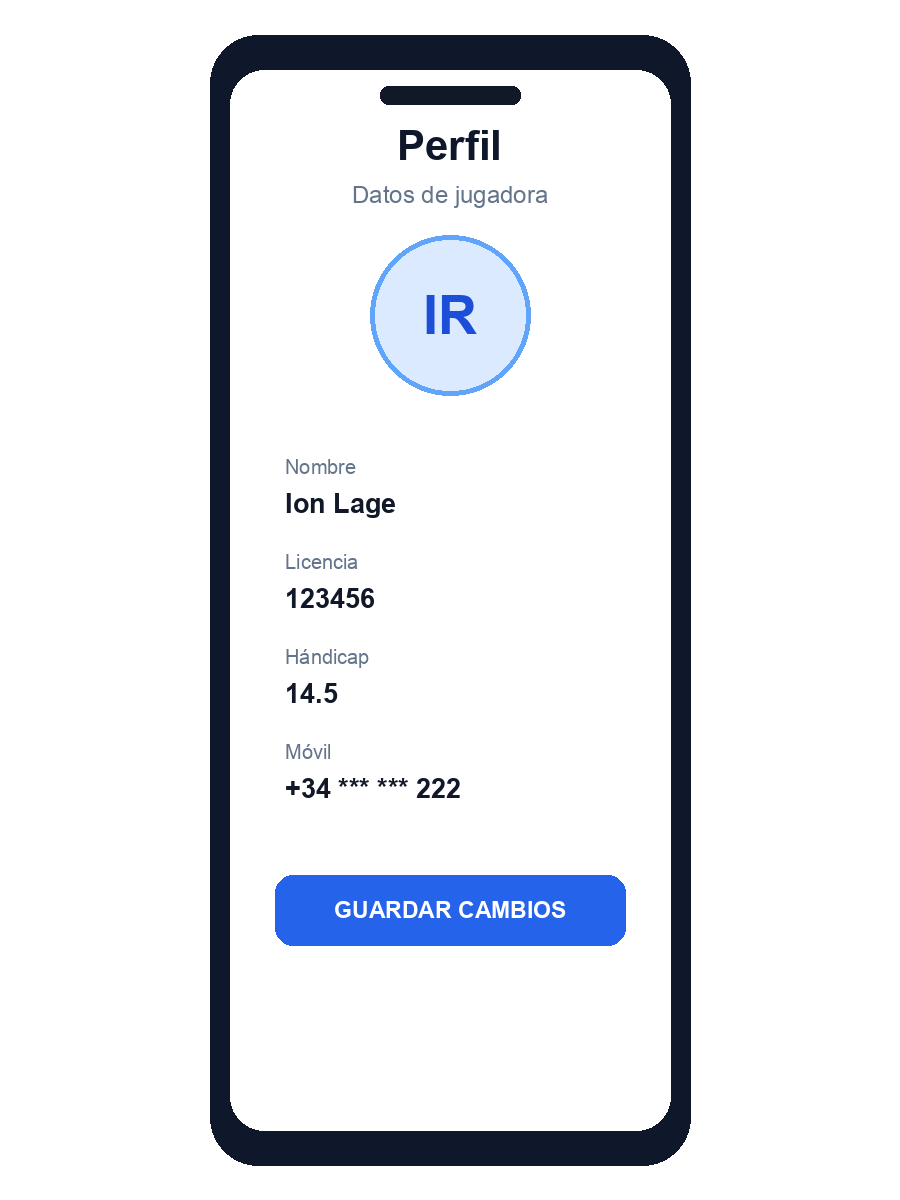 Perfil
Datos de jugadora
IR
Nombre
Ion Lage
Licencia
123456
Hándicap
14.5
Móvil
+34 *** *** 222
GUARDAR CAMBIOS